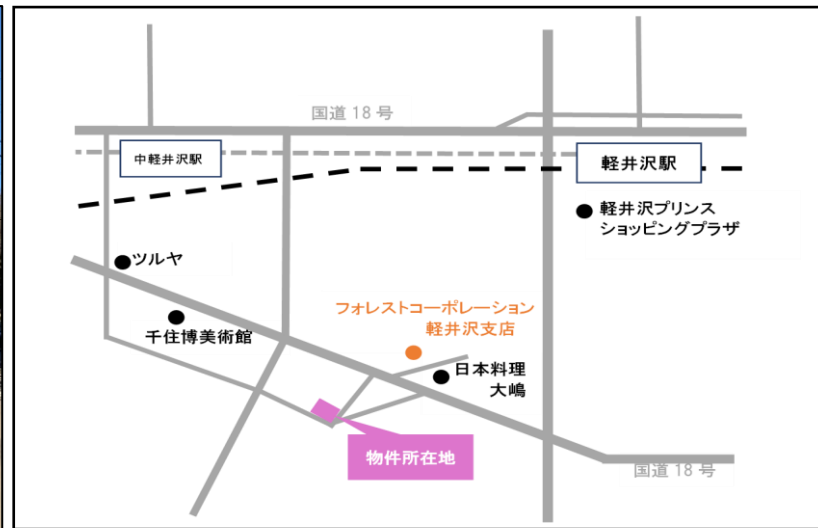 国道 18 号
中軽井沢駅
軽井沢駅
軽井沢プリンス
ショッピングプラザ
ツルヤ
千住博美術館
フォレストコーポレーション
軽井沢支店
日本料理
大嶋
物件所在地
国道 18 号